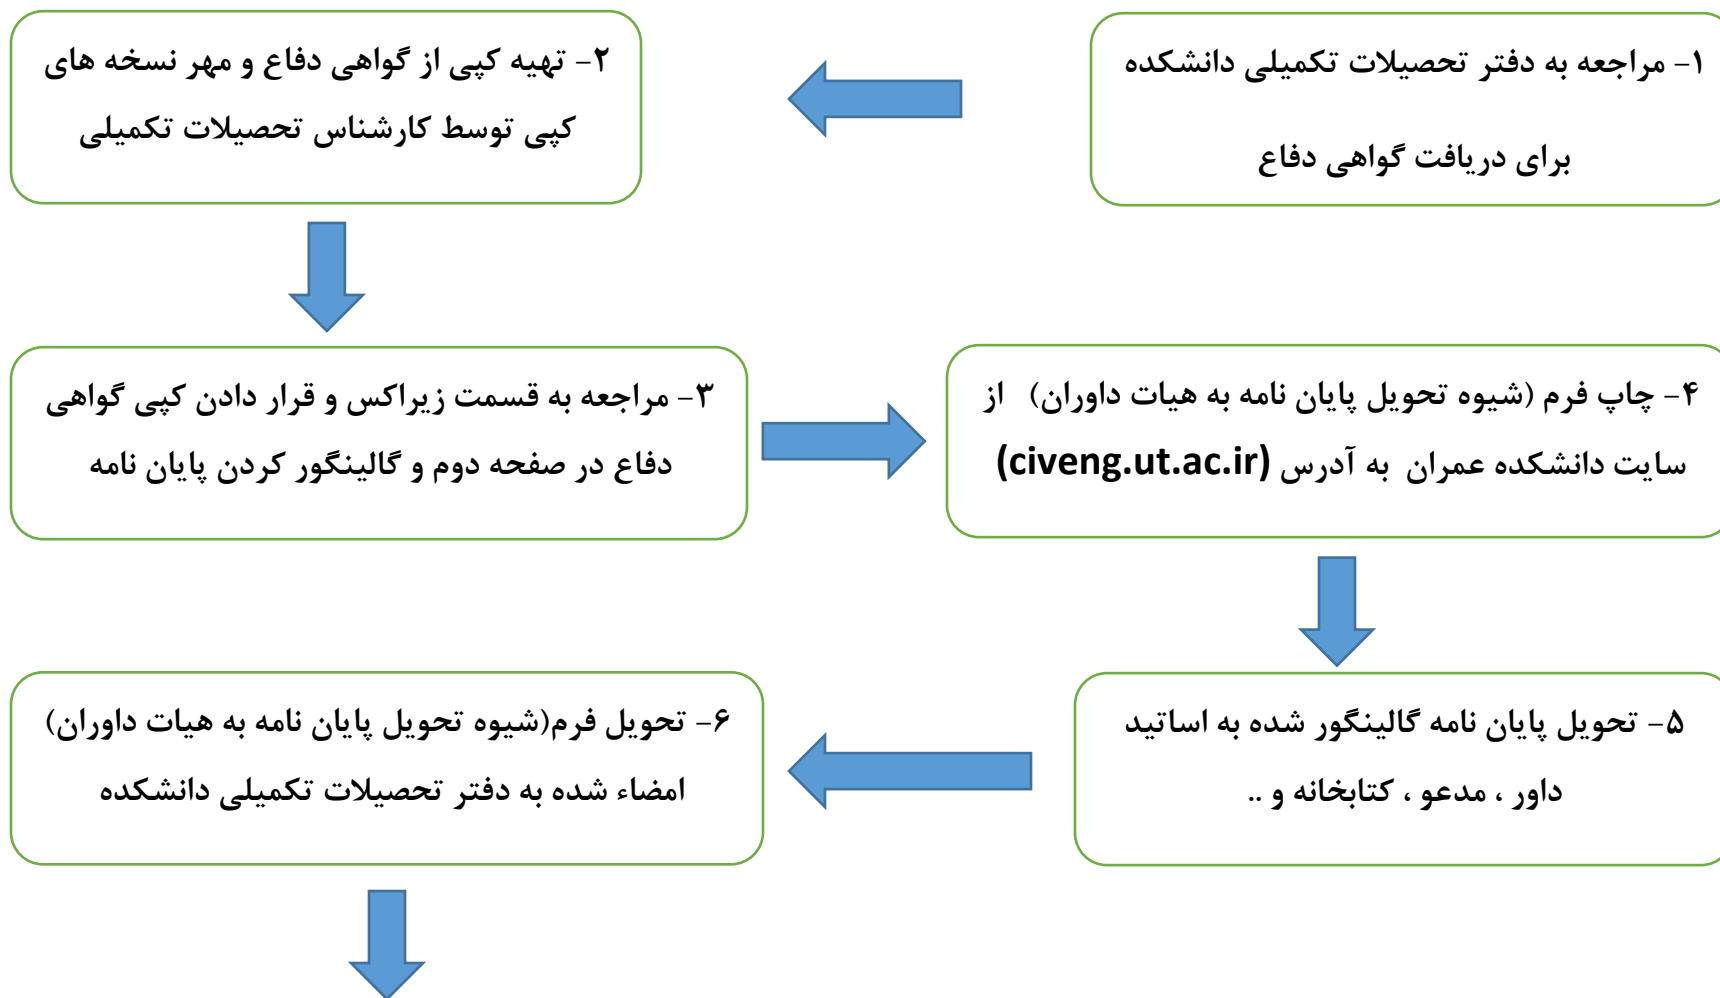 ۱- مراجعه به دفتر تحصیلات تکمیلی دانشکده
برای دریافت گواهی دفاع
۲- تهیه کپی از گواهی دفاع و مهر نسخه های
کپی توسط کارشناس تحصیلات تکمیلی
۳- مراجعه به قسمت زیراکس و قرار دادن کپی گواهی
دفاع در صفحه دوم و گالینگور کردن پایان نامه
۴- چاپ فرم (شیوه تحویل پایان نامه به هیات داوران) از
سایت دانشکده عمران به آدرس (civeng.ut.ac.ir)
۵- تحویل پایان نامه گالینگور شده به اساتید
داور ، مدعو ، کتابخانه و ..
۶- تحویل فرم(شیوه تحویل پایان نامه به هیات داوران)
امضاء شده به دفتر تحصیلات تکمیلی دانشکده